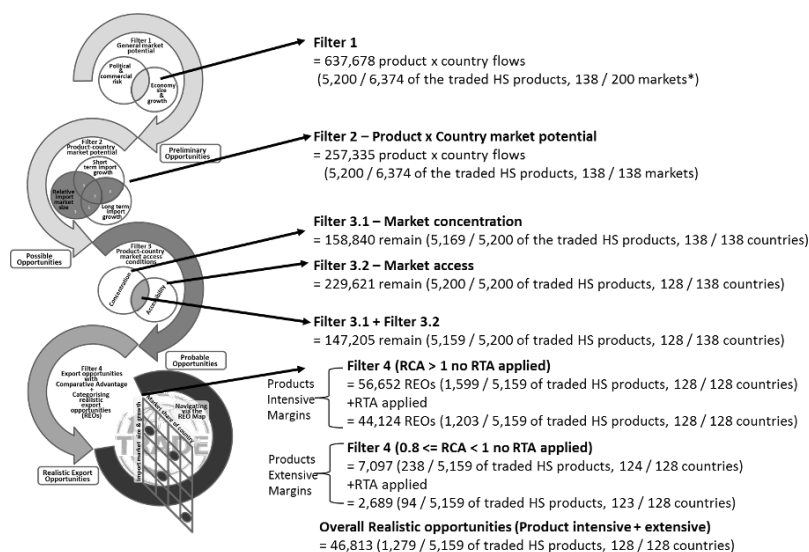 Filter 1
General market
potential
Political
&
commercial
risk
Economy
size
&
growth
Preliminary
Opportunities
Filter 2
Product-country
market potential
Short
term import
growth
Relative
import
market
size
Long term
import
growth
Possible
Opportunities
Filter 3
Product-country
market access
conditions
Concentration
Accessibility
Probable
Opportunities
Filter 4
Export opportunities
with
Comparative Advantage
+
Categorising
realistic
export
opportunities
(REOs)
Import market size & growth
Market share of country
Navigating
via the
REO Map
TRADE
Realistic Export
Opportunities
Filter 1
= 637,678 product x country flows
(5,200 / 6,374 of the traded HS products, 138 / 200 markets*)
Filter 2 – Product x Country market potential
= 257,335 product x country flows
(5,200 / 6,374 of the traded HS products, 138 / 138 markets)
Filter 3.1 – Market concentration
= 158,840 remain (5,169 / 5,200 of the traded HS products, 138 / 138 countries)
Filter 3.2 – Market access
= 229,621 remain (5,200 / 5,200 of traded HS products, 128 / 138 countries)
Filter 3.1 + Filter 3.2
= 147,205 remain (5,159 / 5,200 of traded HS products, 128 / 138 countries)
Products
Intensive
Margins
Filter 4 (RCA > 1 no RTA applied)
= 56,652 REOs (1,599 / 5,159 of traded HS products, 128 / 128 countries)
+RTA applied
= 44,124 REOs (1,203 / 5,159 of traded HS products, 128 / 128 countries)
Products
Extensive
Margins
Filter 4 (0.8 <= RCA < 1 no RTA applied)
= 7,097 (238 / 5,159 of traded HS products, 124 / 128 countries)
+RTA applied
= 2,689 (94 / 5,159 of traded HS products, 123 / 128 countries)
Overall Realistic opportunities (Product intensive + extensive)
= 46,813 (1,279 / 5,159 of traded HS products, 128 / 128 countries)